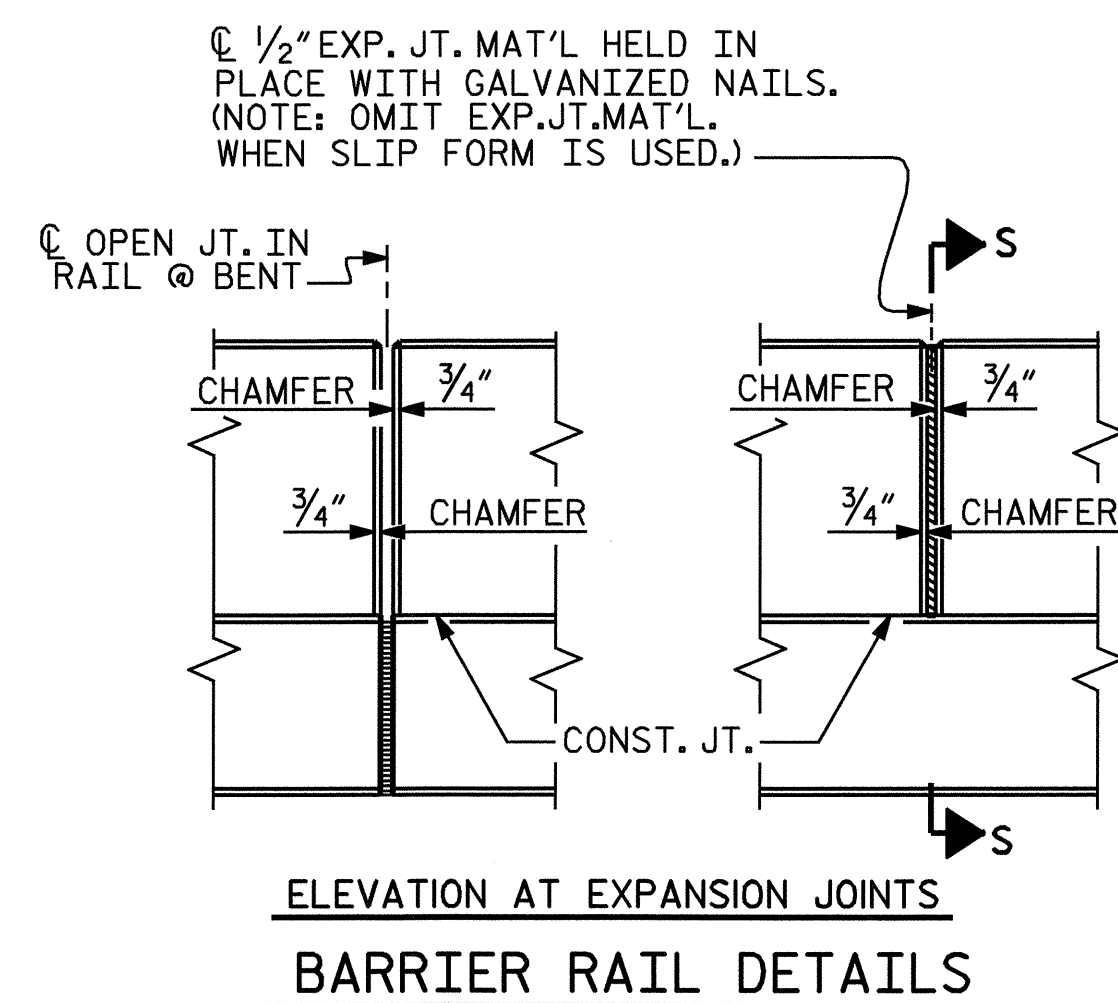 ℄ 1/2" EXP. JT. MAT'L HELD IN
PLACE WITH GALVANIZED NAILS.
(NOTE: OMIT EXP.JT.MAT'L.
WHEN SLIP FORM IS USED.)
℄ OPEN JT. IN
RAIL @ BENT
S
CHAMFER
3/4"
CHAMFER
3/4"
3/4"
CHAMFER
3/4"
CHAMFER
CONST. JT.
S
ELEVATION AT EXPANSION JOINTS
BARRIER RAIL DETAILS